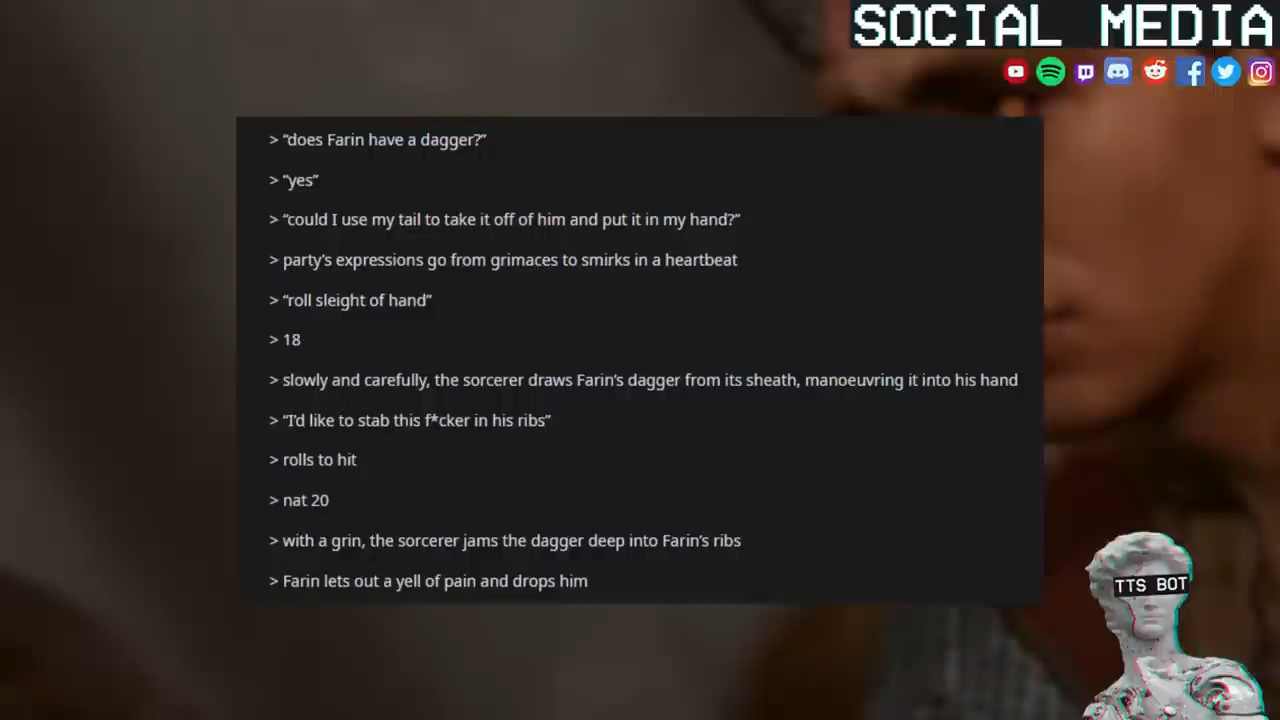 SOCIAL MEDIA
> “does Farin have a dagger?”
> “yes”
> “could I use my tail to take it off of him and put it in my hand?”
> party’s expressions go from grimaces to smirks in a heartbeat
> “roll sleight of hand”
> 18
> slowly and carefully, the sorcerer draws Farin’s dagger from its sheath, manoeuvring it into his hand
> “I’d like to stab this f*cker in his ribs”
> rolls to hit
> nat 20
> with a grin, the sorcerer jams the dagger deep into Farin’s ribs
> Farin lets out a yell of pain and drops him
TTS BOT